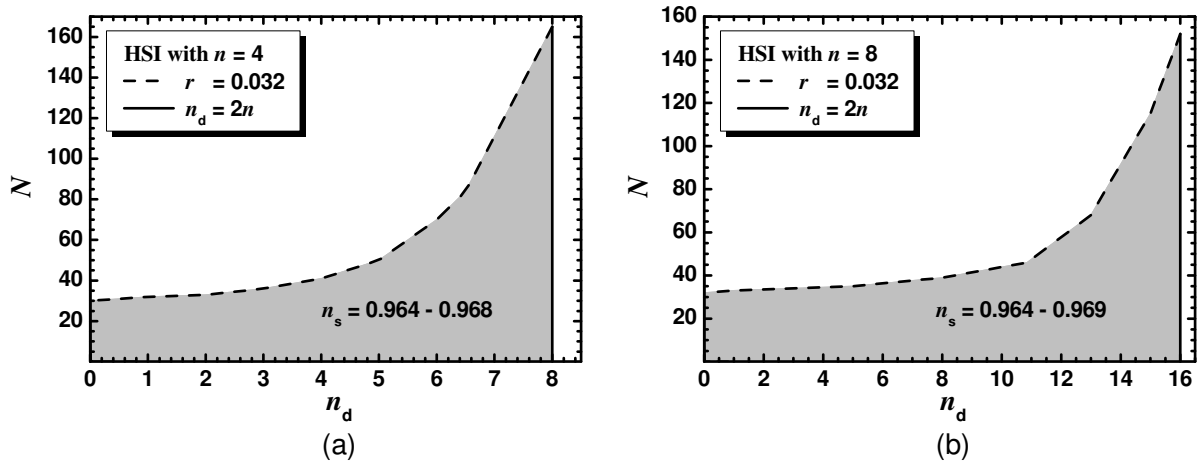 HSI with n = 4
r = 0.032
n_d = 2n
160
140
120
100
80
60
40
20
N
n_s = 0.964 - 0.968
0 1 2 3 4 5 6 7 8
n_d
(a)
HSI with n = 8
r = 0.032
n_d = 2n
160
140
120
100
80
60
40
20
N
n_s = 0.964 - 0.969
0 2 4 6 8 10 12 14 16
n_d
(b)